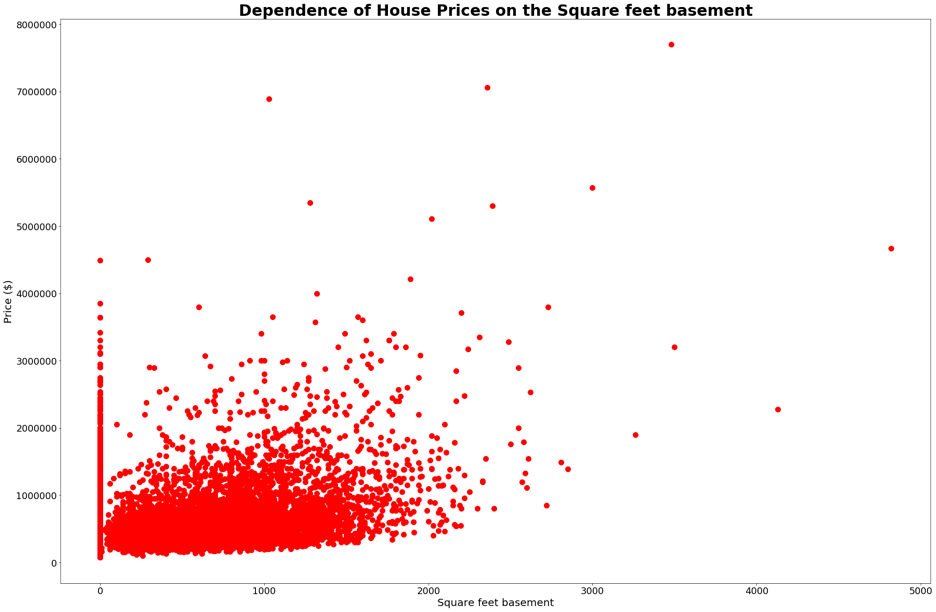 Dependence of House Prices on the Square feet basement
8000000
7000000
6000000
5000000
4000000
3000000
2000000
1000000
0
Price ($)
0 1000 2000 3000 4000 5000
Square feet basement